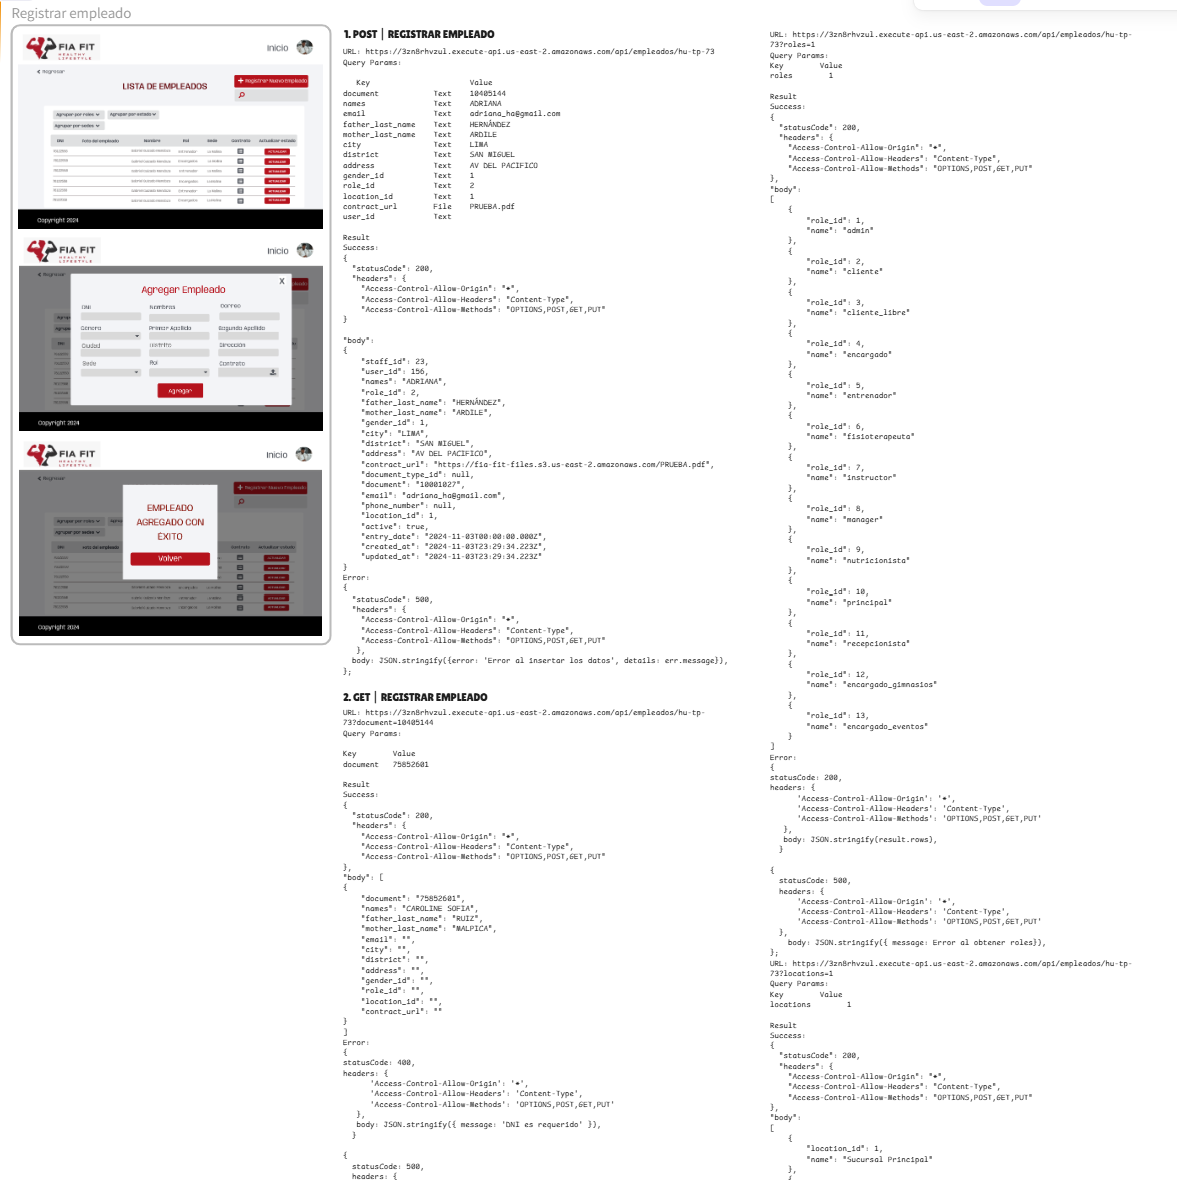 Registrar empleado
FIA FIT
HEALTHY
LIFESTYLE
Inicio
< Regresar
LISTA DE EMPLEADOS
+ Registrar Nuevo Empleado
Agrupar por roles
Agrupar por estado
Agrupar por sedes
DNI Foto del empleado Nombre Rol Sede Contrato Actualizar estado
ACTUALIZAR
ACTUALIZAR
ACTUALIZAR
ACTUALIZAR
ACTUALIZAR
ACTUALIZAR
Copyright 2024
FIA FIT
HEALTHY
LIFESTYLE
Inicio
< Regresar
X
Agregar Empleado
DNI Nombres Correo
Género Primer Apellido Segundo Apellido
Ciudad Distrito Dirección
Sede Rol Contrato
Agregar
Copyright 2024
FIA FIT
HEALTHY
LIFESTYLE
Inicio
< Regresar
+ Registrar Nuevo Empleado
EMPLEADO
AGREGADO CON
ÉXITO
Volver
Agrupar por roles
Agrupar por sedes
DNI Foto del empleado Contrato Actualizar estado
Copyright 2024
1. POST | REGISTRAR EMPLEADO
URL: https://3zn8rhvzul.execute-api.us-east-2.amazonaws.com/api/empleados/hu-tp-73
Query Params:
Key Value
document Text 10405144
names Text ADRIANA
email Text adriana_ha@gmail.com
father_last_name Text HERNÁNDEZ
mother_last_name Text ARDILE
city Text LIMA
district Text SAN MIGUEL
address Text AV DEL PACIFICO
gender_id Text 1
role_id Text 2
location_id Text 1
contract_url File PRUEBA.pdf
user_id Text
Result
Success:
{
"statusCode": 200,
"headers": {
"Access-Control-Allow-Origin": "*",
"Access-Control-Allow-Headers": "Content-Type",
"Access-Control-Allow-Methods": "OPTIONS,POST,GET,PUT"
}
"body":
{
"staff_id": 23,
"user_id": 156,
"names": "ADRIANA",
"role_id": 2,
"father_last_name": "HERNÁNDEZ",
"mother_last_name": "ARDILE",
"gender_id": 1,
"city": "LIMA",
"district": "SAN MIGUEL",
"address": "AV DEL PACIFICO",
"contract_url": "https://fia-fit-files.s3.us-east-2.amazonaws.com/PRUEBA.pdf",
"document_type_id": null,
"document": "10001027",
"email": "adriana_ha@gmail.com",
"phone_number": null,
"location_id": 1,
"active": true,
"entry_date": "2024-11-03T00:00:00.000Z",
"created_at": "2024-11-03T23:29:34.223Z",
"updated_at": "2024-11-03T23:29:34.223Z"
}
Error:
{
"statusCode": 500,
"headers": {
"Access-Control-Allow-Origin": "*",
"Access-Control-Allow-Headers": "Content-Type",
"Access-Control-Allow-Methods": "OPTIONS,POST,GET,PUT"
},
body: JSON.stringify({error: 'Error al insertar los datos', details: err.message}),
};
2. GET | REGISTRAR EMPLEADO
URL: https://3zn8rhvzul.execute-api.us-east-2.amazonaws.com/api/empleados/hu-tp-
73?document=10405144
Query Params:
Key Value
document 75852601
Result
Success:
{
"statusCode": 200,
"headers": {
"Access-Control-Allow-Origin": "*",
"Access-Control-Allow-Headers": "Content-Type",
"Access-Control-Allow-Methods": "OPTIONS,POST,GET,PUT"
},
"body": [
{
"document": "75852601",
"names": "CAROLINE SOFIA",
"father_last_name": "RUIZ",
"mother_last_name": "MALPICA",
"email": "",
"city": "",
"district": "",
"address": "",
"gender_id": "",
"role_id": "",
"location_id": "",
"contract_url": ""
}
]
Error:
{
statusCode: 400,
headers: {
'Access-Control-Allow-Origin': '*',
'Access-Control-Allow-Headers': 'Content-Type',
'Access-Control-Allow-Methods': 'OPTIONS,POST,GET,PUT'
},
body: JSON.stringify({ message: 'DNI es requerido' }),
}
{
statusCode: 500,
headers: {
URL: https://3zn8rhvzul.execute-api.us-east-2.amazonaws.com/api/empleados/hu-tp-
73?roles=1
Query Params:
Key Value
roles 1
Result
Success:
{
"statusCode": 200,
"headers": {
"Access-Control-Allow-Origin": "*",
"Access-Control-Allow-Headers": "Content-Type",
"Access-Control-Allow-Methods": "OPTIONS,POST,GET,PUT"
},
"body":
[
{
"role_id": 1,
"name": "admin"
},
{
"role_id": 2,
"name": "cliente"
},
{
"role_id": 3,
"name": "cliente_libre"
},
{
"role_id": 4,
"name": "encargado"
},
{
"role_id": 5,
"name": "entrenador"
},
{
"role_id": 6,
"name": "fisioterapeuta"
},
{
"role_id": 7,
"name": "instructor"
},
{
"role_id": 8,
"name": "manager"
},
{
"role_id": 9,
"name": "nutricionista"
},
{
"role_id": 10,
"name": "principal"
},
{
"role_id": 11,
"name": "recepcionista"
},
{
"role_id": 12,
"name": "encargado_gimnasios"
},
{
"role_id": 13,
"name": "encargado_eventos"
}
]
Error:
{
statusCode: 200,
headers: {
'Access-Control-Allow-Origin': '*',
'Access-Control-Allow-Headers': 'Content-Type',
'Access-Control-Allow-Methods': 'OPTIONS,POST,GET,PUT'
},
body: JSON.stringify(result.rows),
}
{
statusCode: 500,
headers: {
'Access-Control-Allow-Origin': '*',
'Access-Control-Allow-Headers': 'Content-Type',
'Access-Control-Allow-Methods': 'OPTIONS,POST,GET,PUT'
},
body: JSON.stringify({ message: Error al obtener roles}),
};
URL: https://3zn8rhvzul.execute-api.us-east-2.amazonaws.com/api/empleados/hu-tp-
73?locations=1
Query Params:
Key Value
locations 1
Result
Success:
{
"statusCode": 200,
"headers": {
"Access-Control-Allow-Origin": "*",
"Access-Control-Allow-Headers": "Content-Type",
"Access-Control-Allow-Methods": "OPTIONS,POST,GET,PUT"
},
"body":
[
{
"location_id": 1,
"name": "Sucursal Principal"
},
{